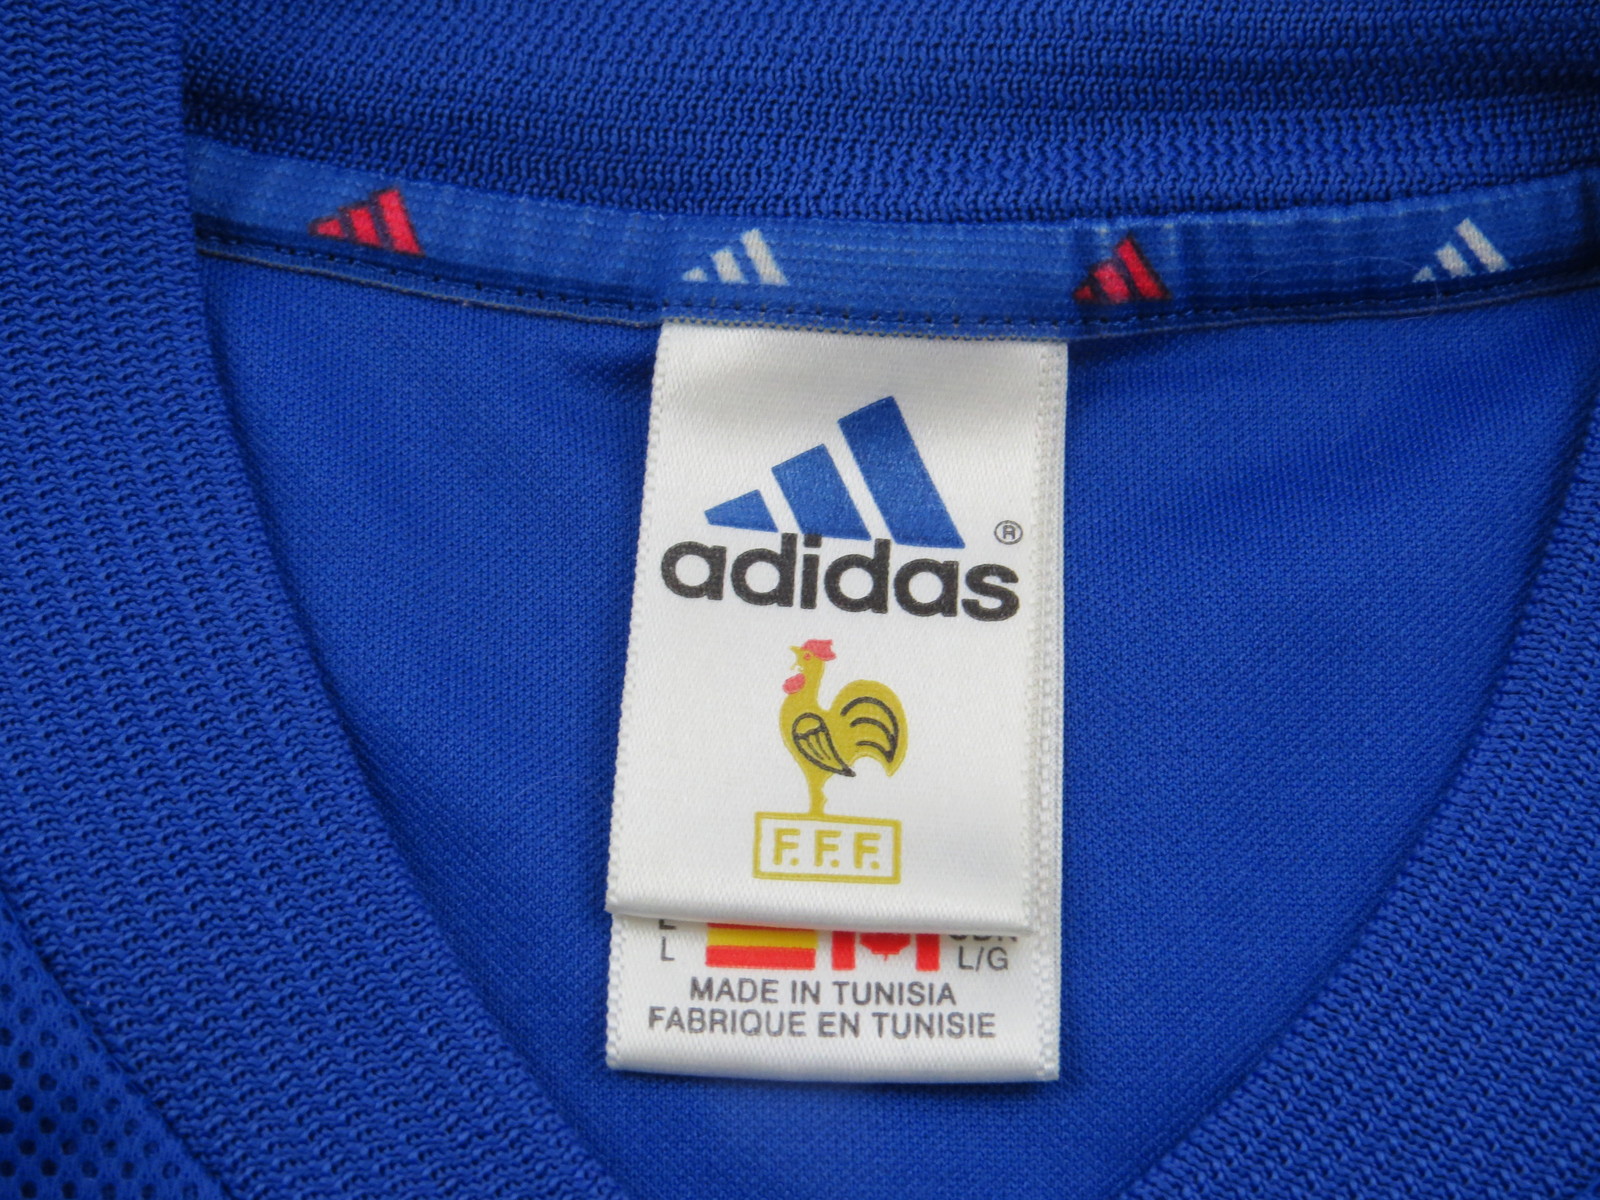 adidas®
F.F.F.
L
L/G
MADE IN TUNISIA
FABRIQUE EN TUNISIE